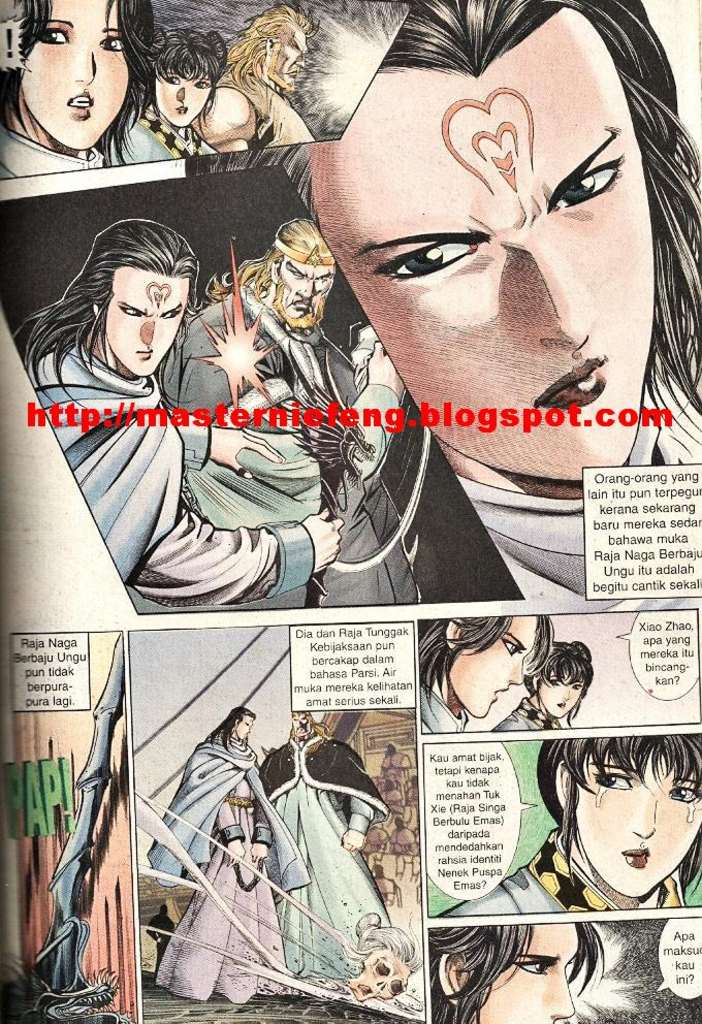 !
http://masterniefeng.blogspot.com
Orang-orang yang
lain itu pun terpegun
kerana sekarang
baru mereka sedar
bahawa muka
Raja Naga Berbaju
Ungu itu adalah
begitu cantik sekali.
Raja Naga
Berbaju Ungu
pun tidak
berpura-
pura lagi.
Dia dan Raja Tunggak
Kebijaksaan pun
bercakap dalam
bahasa Parsi. Air
muka mereka kelihatan
amat serius sekali.
Xiao Zhao,
apa yang
mereka itu
bincang-
kan?
PAP!
Kau amat bijak,
tetapi kenapa
kau tidak
menahan Tuk
Xie (Raja Singa
Berbulu Emas)
daripada
mendedahkan
rahsia identiti
Nenek Puspa
Emas?
Apa
maksud
kau
ini?